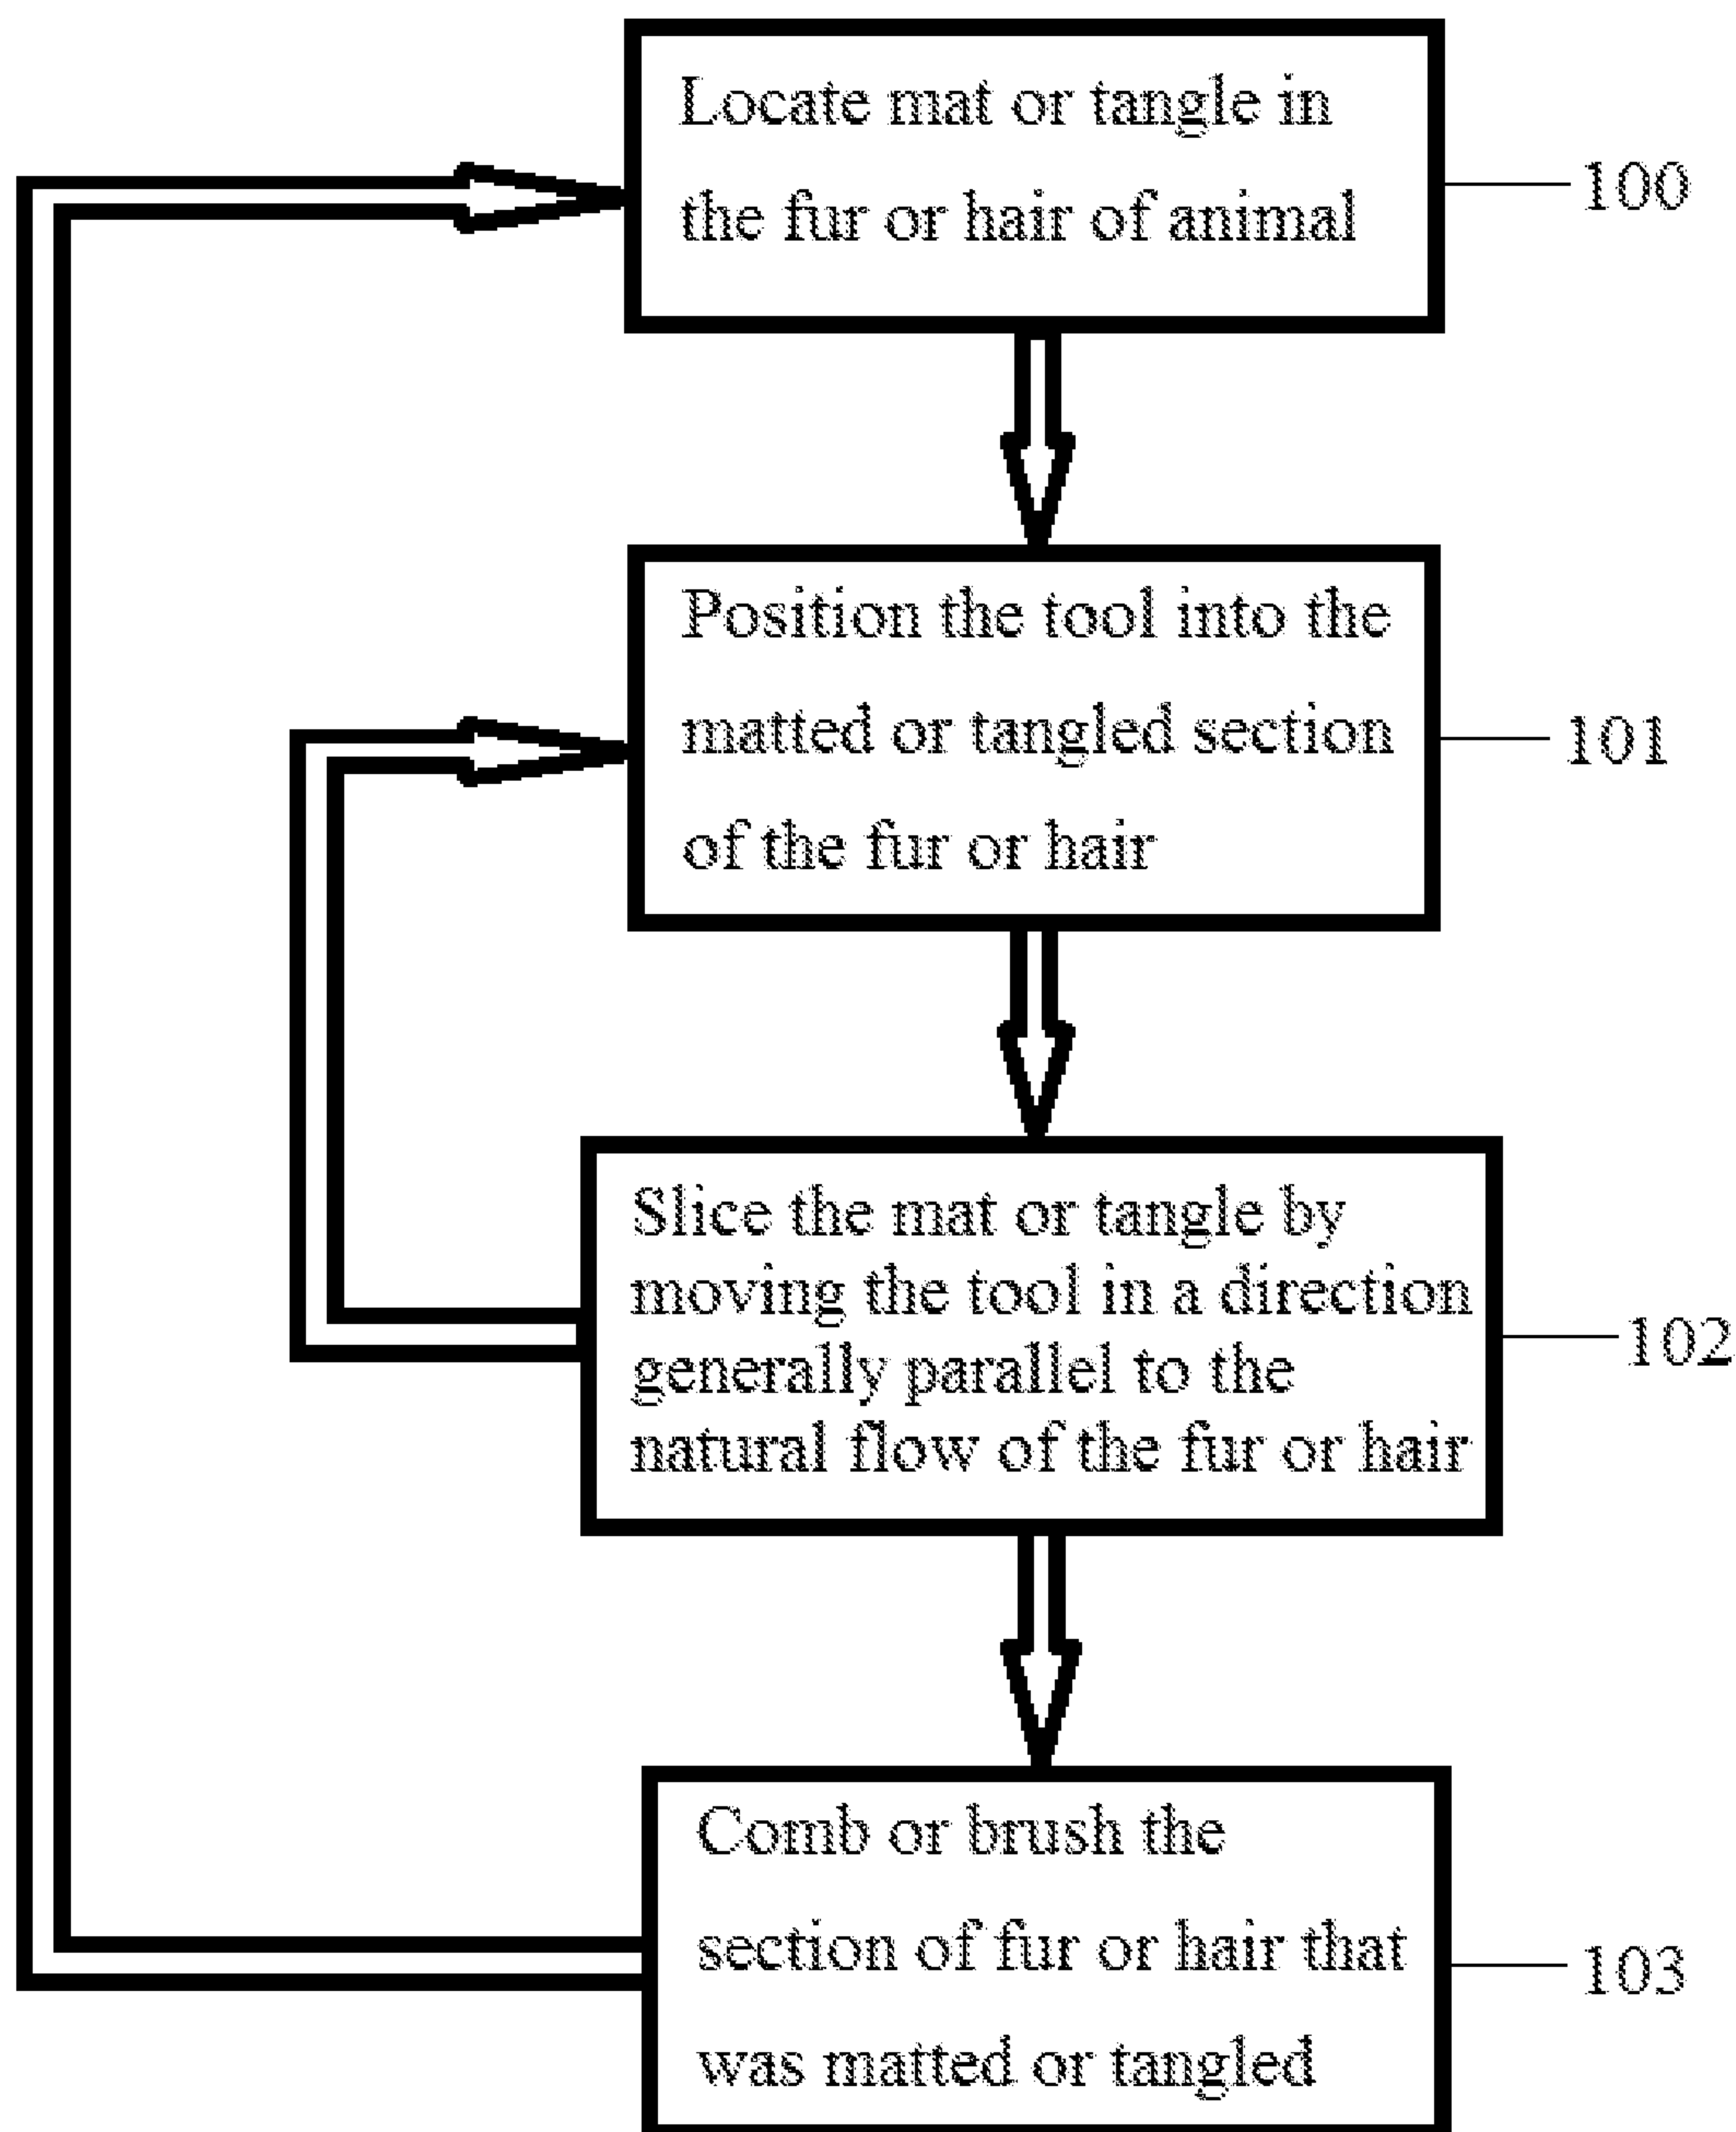 Locate mat or tangle in
the fur or hair of animal
100
Position the tool into the
matted or tangled section
of the fur or hair
101
Slice the mat or tangle by
moving the tool in a direction
generally parallel to the
natural flow of the fur or hair
102
Comb or brush the
section of fur or hair that
was matted or tangled
103